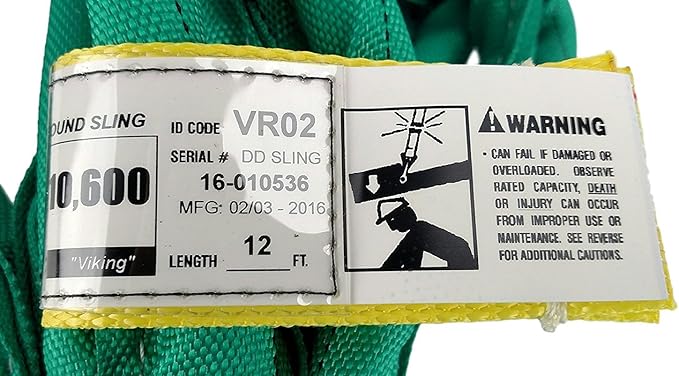 OUND SLING
10,600
"Viking"
ID CODE VR02
SERIAL # DD SLING
16-010536
MFG: 02/03 - 2016
LENGTH 12 FT.
WARNING
· CAN FAIL IF DAMAGED OR
OVERLOADED. OBSERVE
RATED CAPACITY, DEATH
OR INJURY CAN OCCUR
FROM IMPROPER USE OR
MAINTENANCE. SEE REVERSE
FOR ADDITIONAL CAUTIONS.